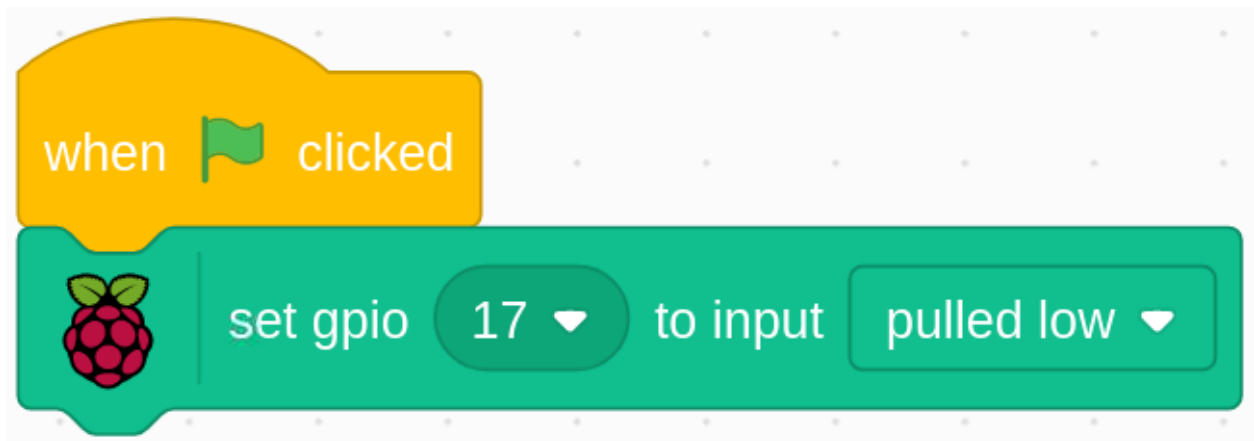 when clicked
set gpio 17 to input pulled low